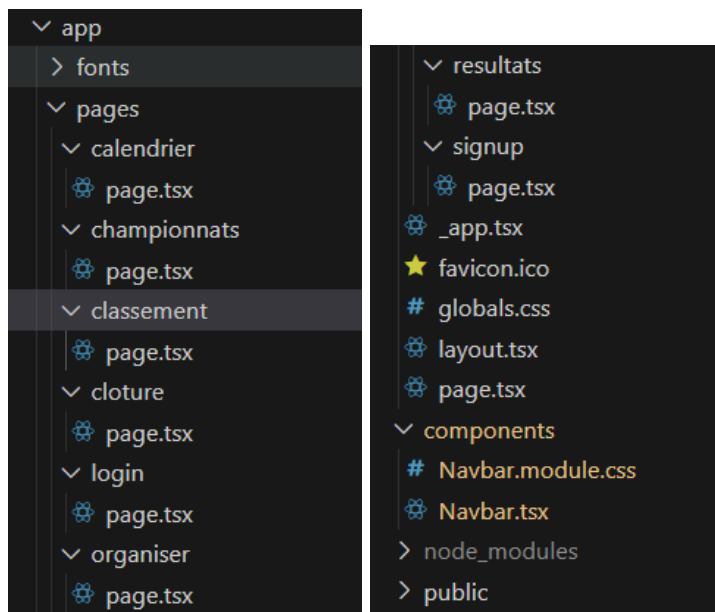 app
fonts
pages
calendrier
page.tsx
championnats
page.tsx
classement
page.tsx
cloture
page.tsx
login
page.tsx
organiser
page.tsx
resultats
page.tsx
signup
page.tsx
_app.tsx
favicon.ico
# globals.css
layout.tsx
page.tsx
components
# Navbar.module.css
Navbar.tsx
node_modules
public